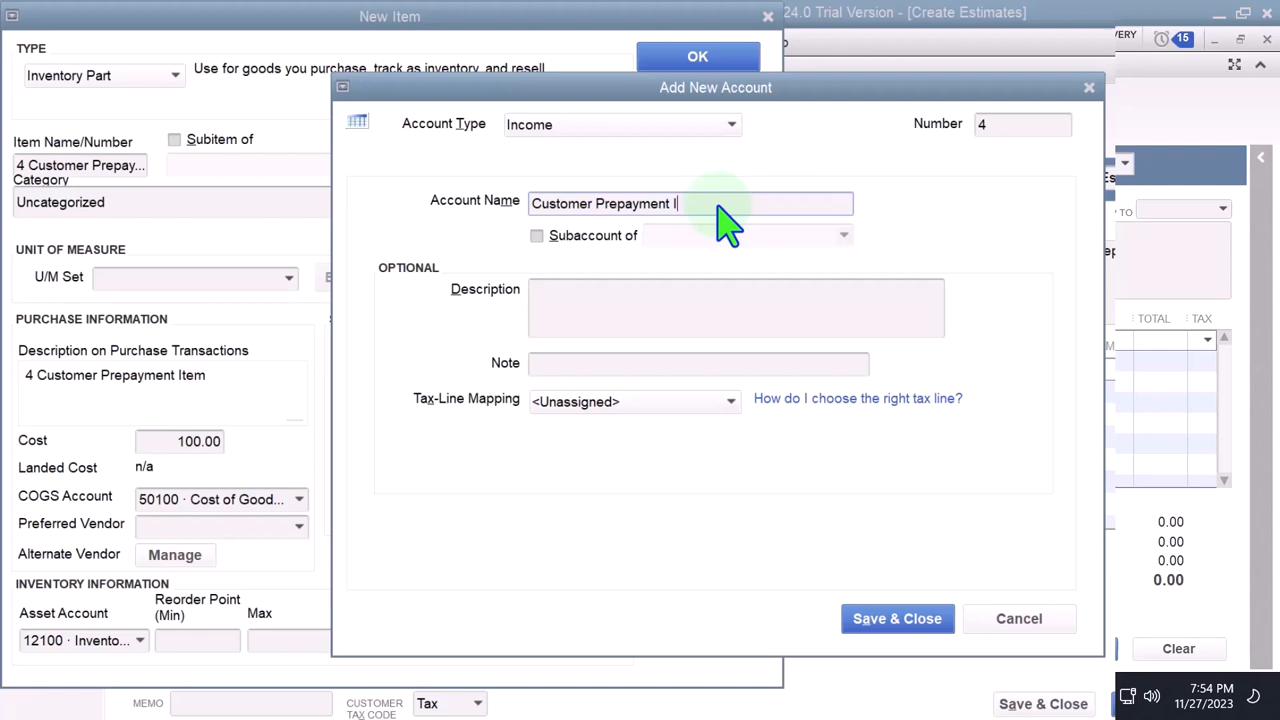 New Item
24.0 Trial Version - [Create Estimates]
TYPE
Inventory Part
Use for goods you purchase, track as inventory, and resell
OK
VERY
15
Add New Account
Account Type
Income
Number
4
Item Name/Number
Subitem of
4 Customer Prepay...
Category
Uncategorized
Account Name
Customer Prepayment I
Subaccount of
UNIT OF MEASURE
U/M Set
OPTIONAL
Description
PURCHASE INFORMATION
TOTAL
TAX
Description on Purchase Transactions
4 Customer Prepayment Item
Note
Tax-Line Mapping
<Unassigned>
How do I choose the right tax line?
Cost
100.00
Landed Cost
n/a
COGS Account
50100 · Cost of Good...
Preferred Vendor
Alternate Vendor
Manage
0.00
0.00
0.00
0.00
INVENTORY INFORMATION
Asset Account
Reorder Point
(Min)
Max
12100 · Invento...
Save & Close
Cancel
Clear
MEMO
CUSTOMER
TAX CODE
Tax
Save & Close
7:54 PM
11/27/2023